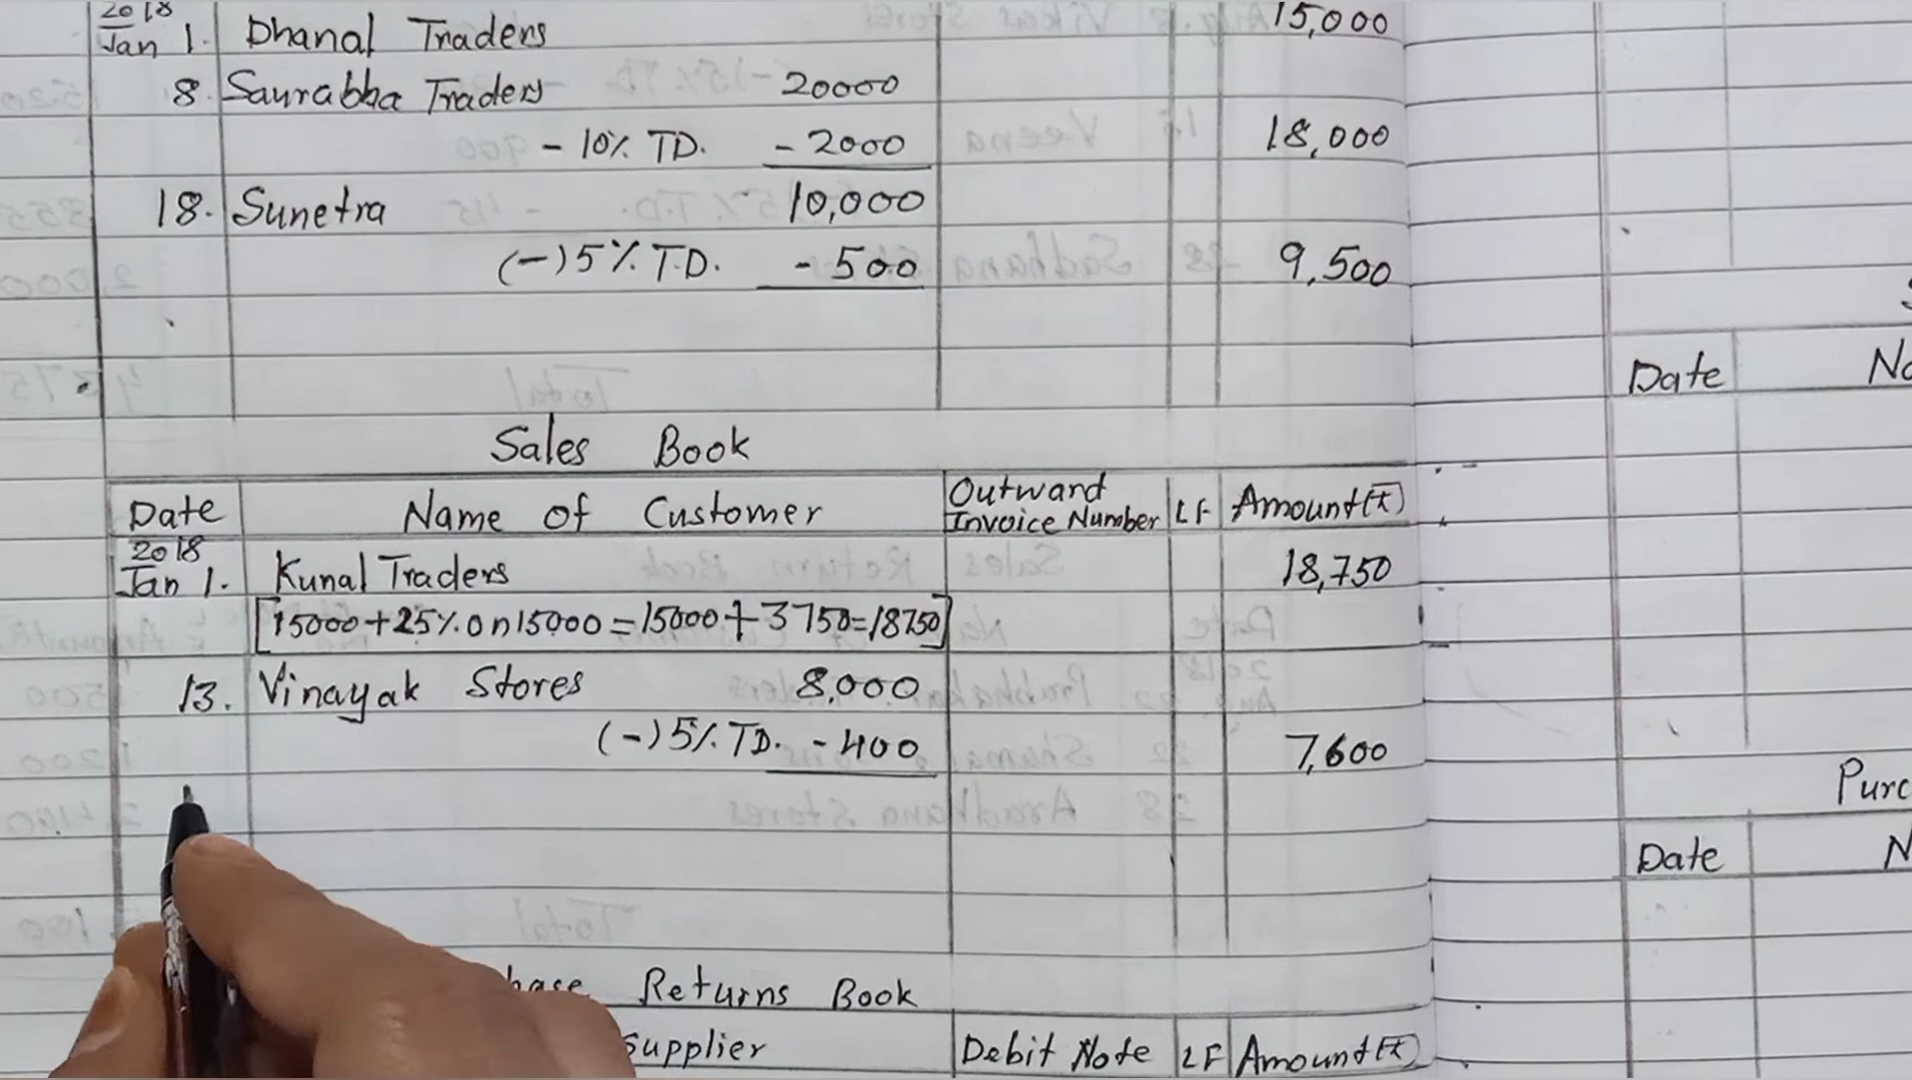 2018
Jan 1. Dhanal Traders 15,000
8. Saurabha Traders 20000
- 10% TD. - 2000 18,000
18. Sunetra 10,000
(-) 5% T.D. - 500 9,500
Sales Book
Date Name of Customer Outward Invoice Number LF Amount(₹)
2018
Jan 1. Kunal Traders 18,750
[15000+25% on 15000=15000+3750=18750]
13. Vinayak Stores 8,000
(-) 5% TD. - 400 7,600
Returns Book
supplier Debit Note LF Amount(₹)
Date
Purc
Date N